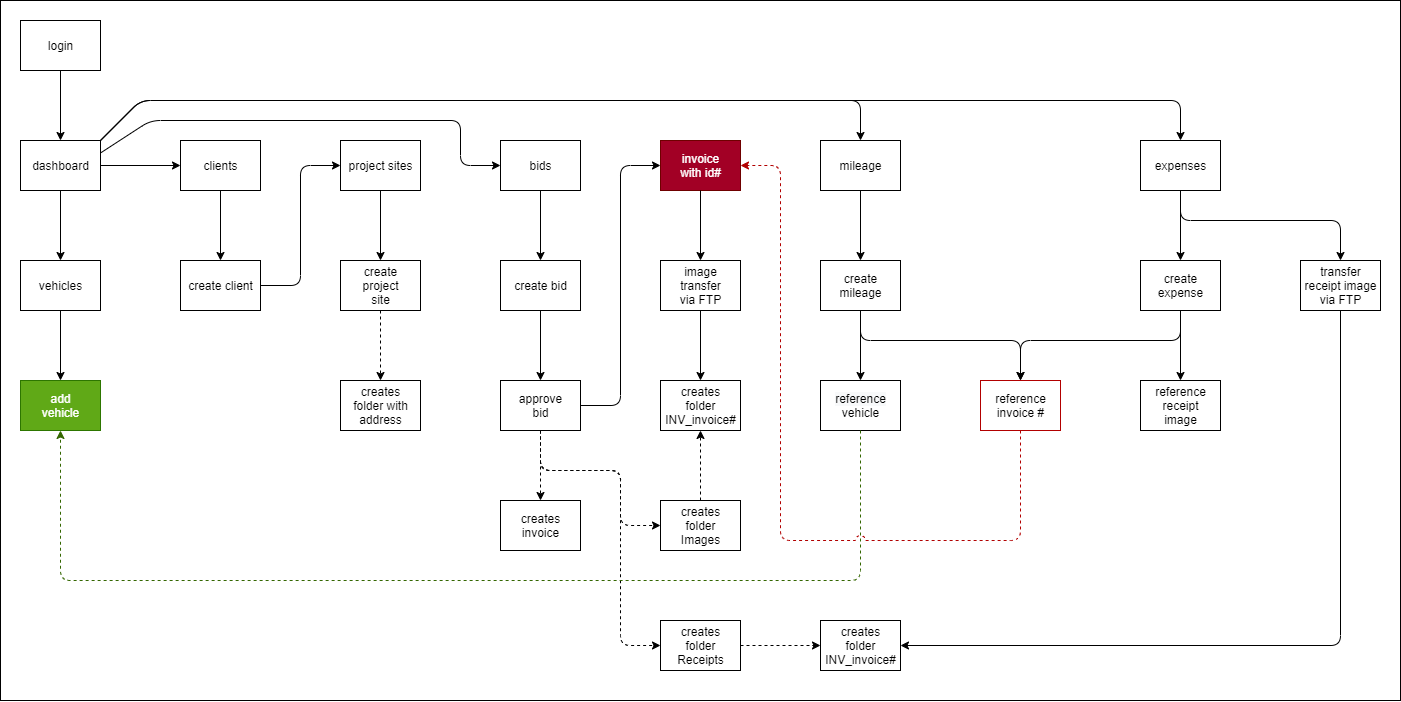 login
dashboard
clients
project sites
bids
invoice
with id#
mileage
expenses
vehicles
create client
create
project
site
create bid
image
transfer
via FTP
create
mileage
create
expense
transfer
receipt image
via FTP
add
vehicle
creates
folder with
address
approve
bid
creates
folder
INV_invoice#
reference
vehicle
reference
invoice #
reference
receipt
image
creates
invoice
creates
folder
Images
creates
folder
Receipts
creates
folder
INV_invoice#